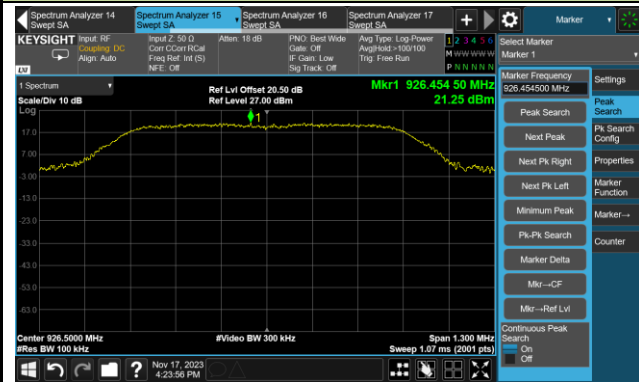 Spectrum Analyzer 14
Swept SA
Spectrum Analyzer 15
Swept SA
Spectrum Analyzer 16
Swept SA
Spectrum Analyzer 17
Swept SA
Marker
KEYSIGHT
Input: RF
Coupling: DC
Align: Auto
Input Z: 50 Ω
Corr CCorr RCal
Freq Ref: Int (S)
NFE: Off
Atten: 18 dB
PNO: Best Wide
Gate: Off
IF Gain: Low
Sig Track: Off
Avg Type: Log-Power
Avg|Hold:>100/100
Trig: Free Run
1 2 3 4 5 6
M W W W W W
P N N N N N
LXI
Select Marker
Marker 1
1 Spectrum
Scale/Div 10 dB
Ref Lvl Offset 20.50 dB
Ref Level 27.00 dBm
Mkr1 926.454 50 MHz
21.25 dBm
Log
1
17.0
7.00
-3.00
-13.0
-23.0
-33.0
-43.0
-53.0
-63.0
Center 926.5000 MHz
#Res BW 100 kHz
#Video BW 300 kHz
Span 1.300 MHz
Sweep 1.07 ms (2001 pts)
Marker Frequency
926.454500 MHz
Peak Search
Next Peak
Next Pk Right
Next Pk Left
Minimum Peak
Pk-Pk Search
Marker Delta
Mkr→CF
Mkr→Ref Lvl
Continuous Peak
Search
On
Off
Settings
Peak
Search
Pk Search
Config
Properties
Marker
Function
Marker→
Counter
?
Nov 17, 2023
4:23:56 PM